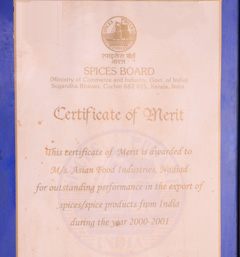 SPICES BOARD
(Ministry of Commerce and Industry, Govt. of India)
Sugandha Bhavan, Cochin 682 025, Kerala, India
Certificate of Merit
This certificate of Merit is awarded to
M/s. Asian Food Industries, Nadiad
for outstanding performance in the export of
spices/spice products from India
during the year 2000-2001